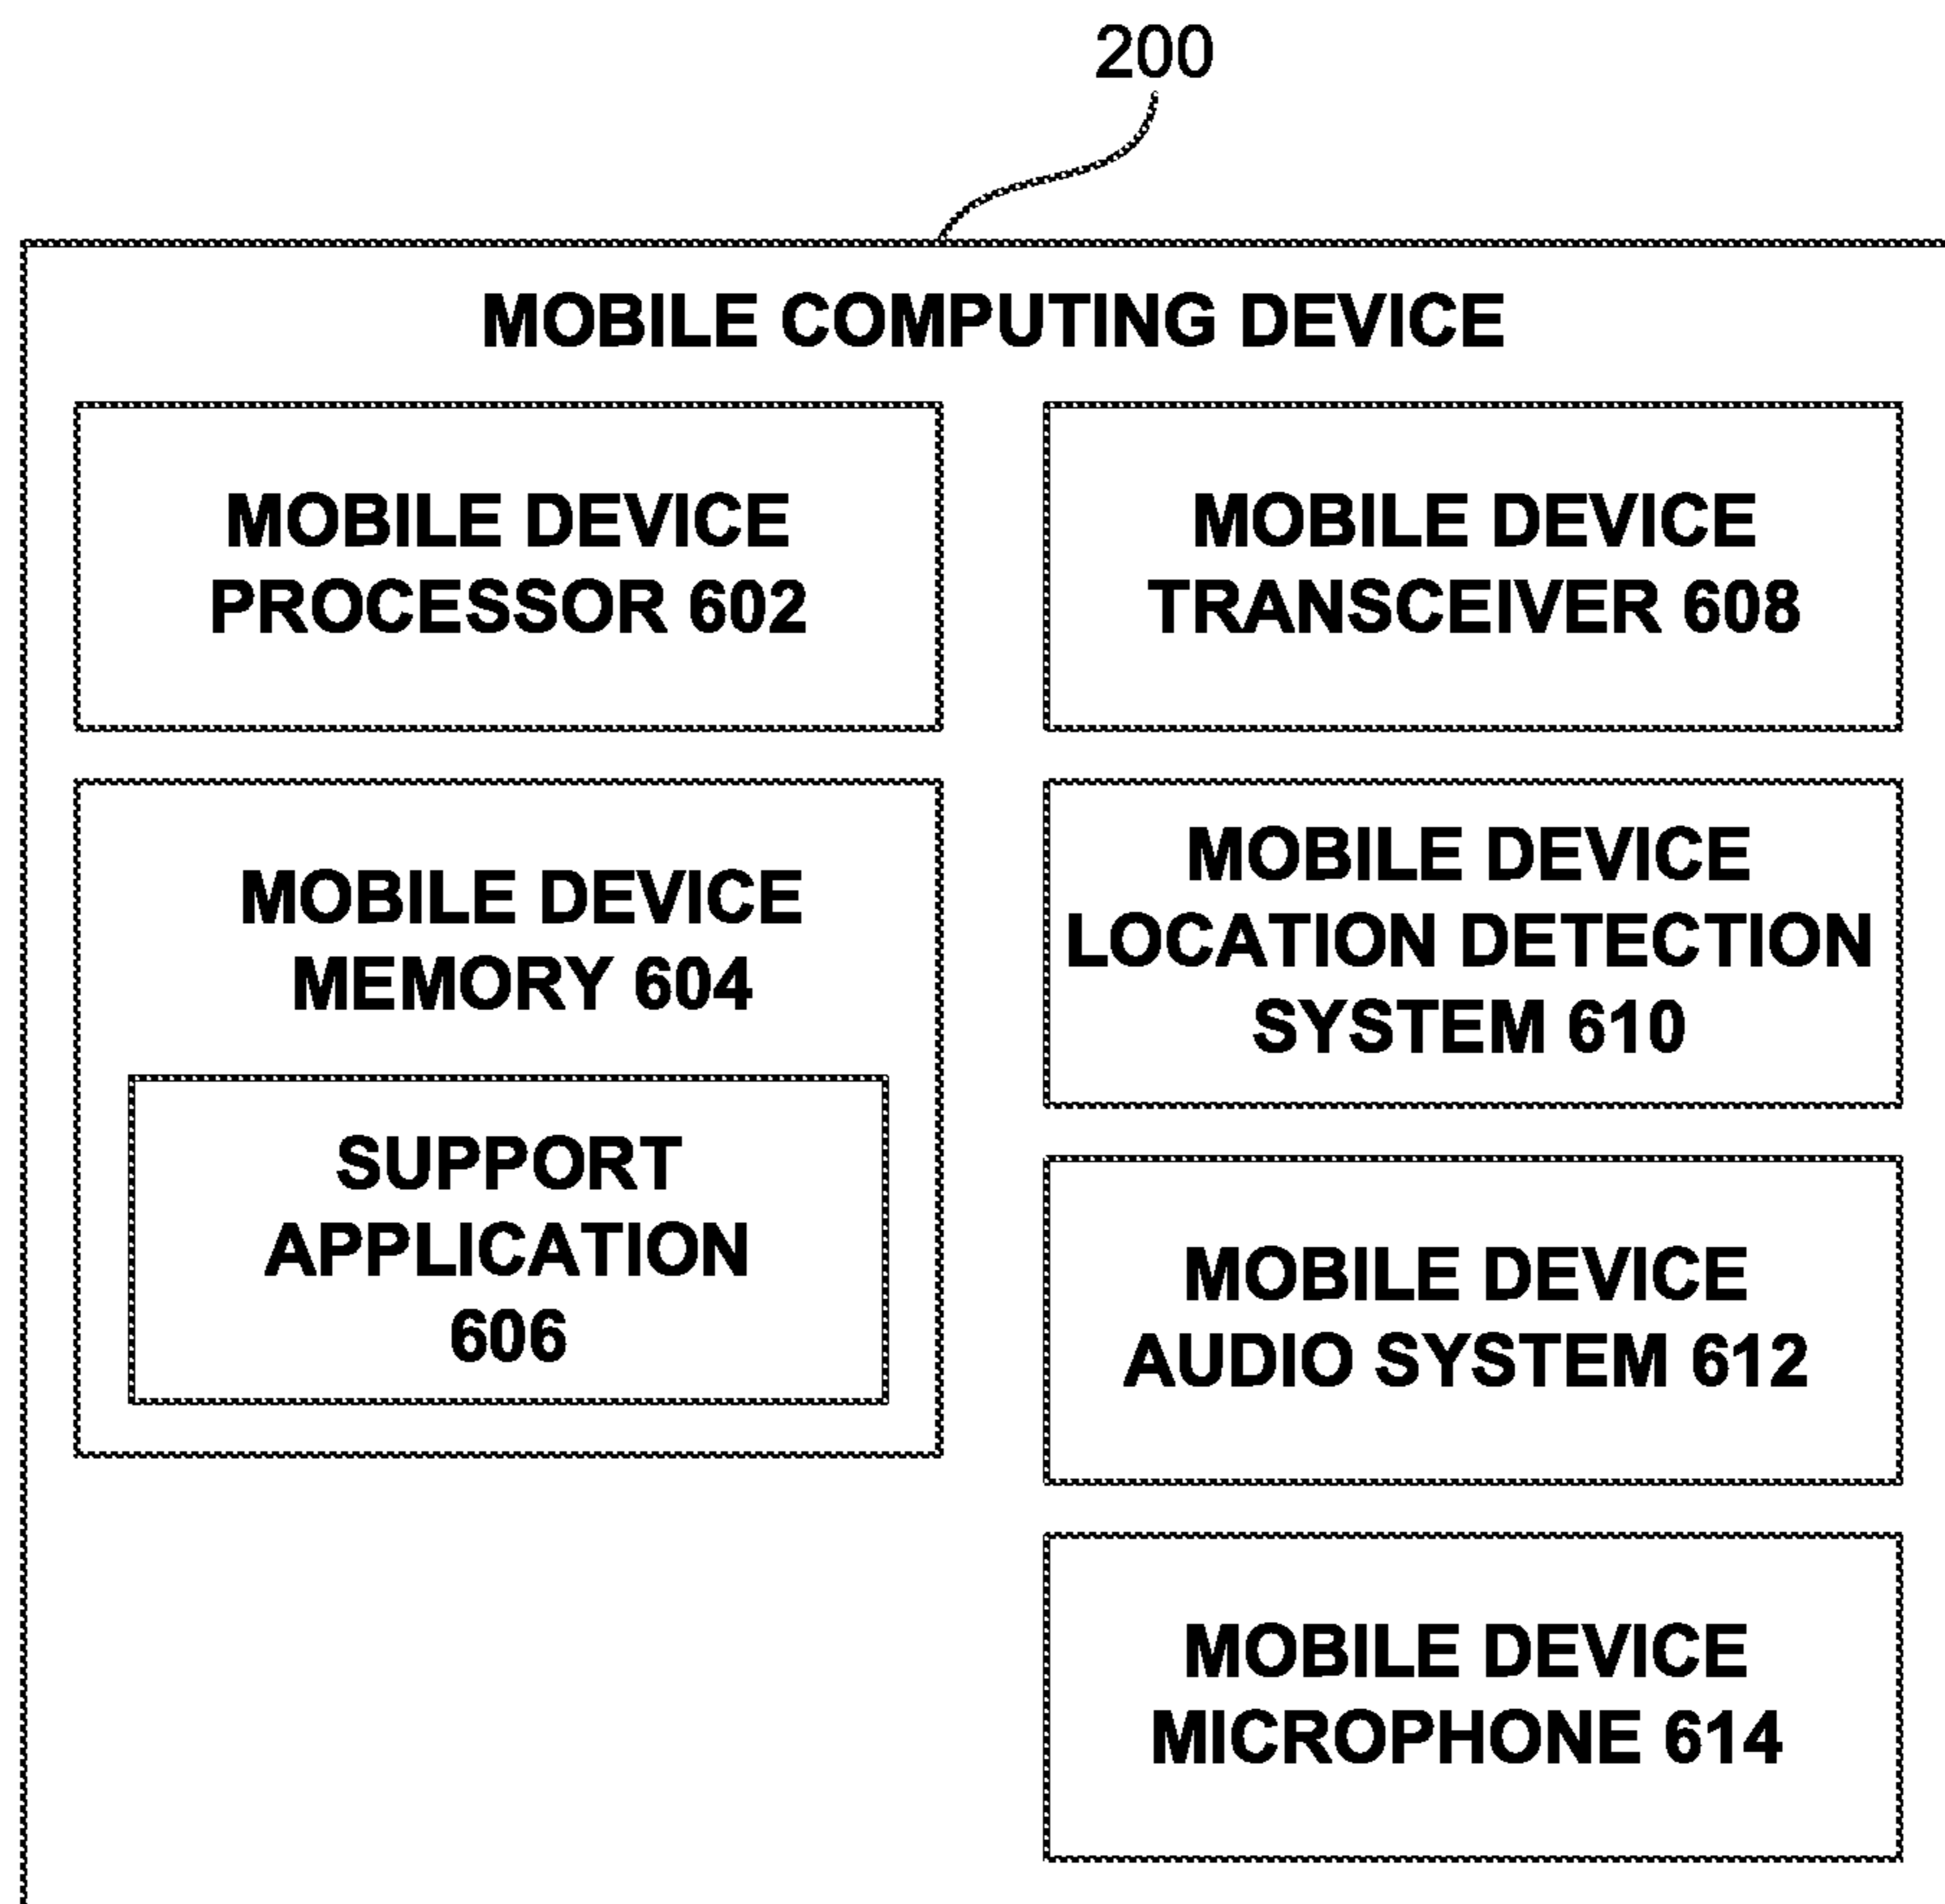 200
MOBILE COMPUTING DEVICE
MOBILE DEVICE
PROCESSOR 602
MOBILE DEVICE
MEMORY 604
SUPPORT
APPLICATION
606
MOBILE DEVICE
TRANSCEIVER 608
MOBILE DEVICE
LOCATION DETECTION
SYSTEM 610
MOBILE DEVICE
AUDIO SYSTEM 612
MOBILE DEVICE
MICROPHONE 614